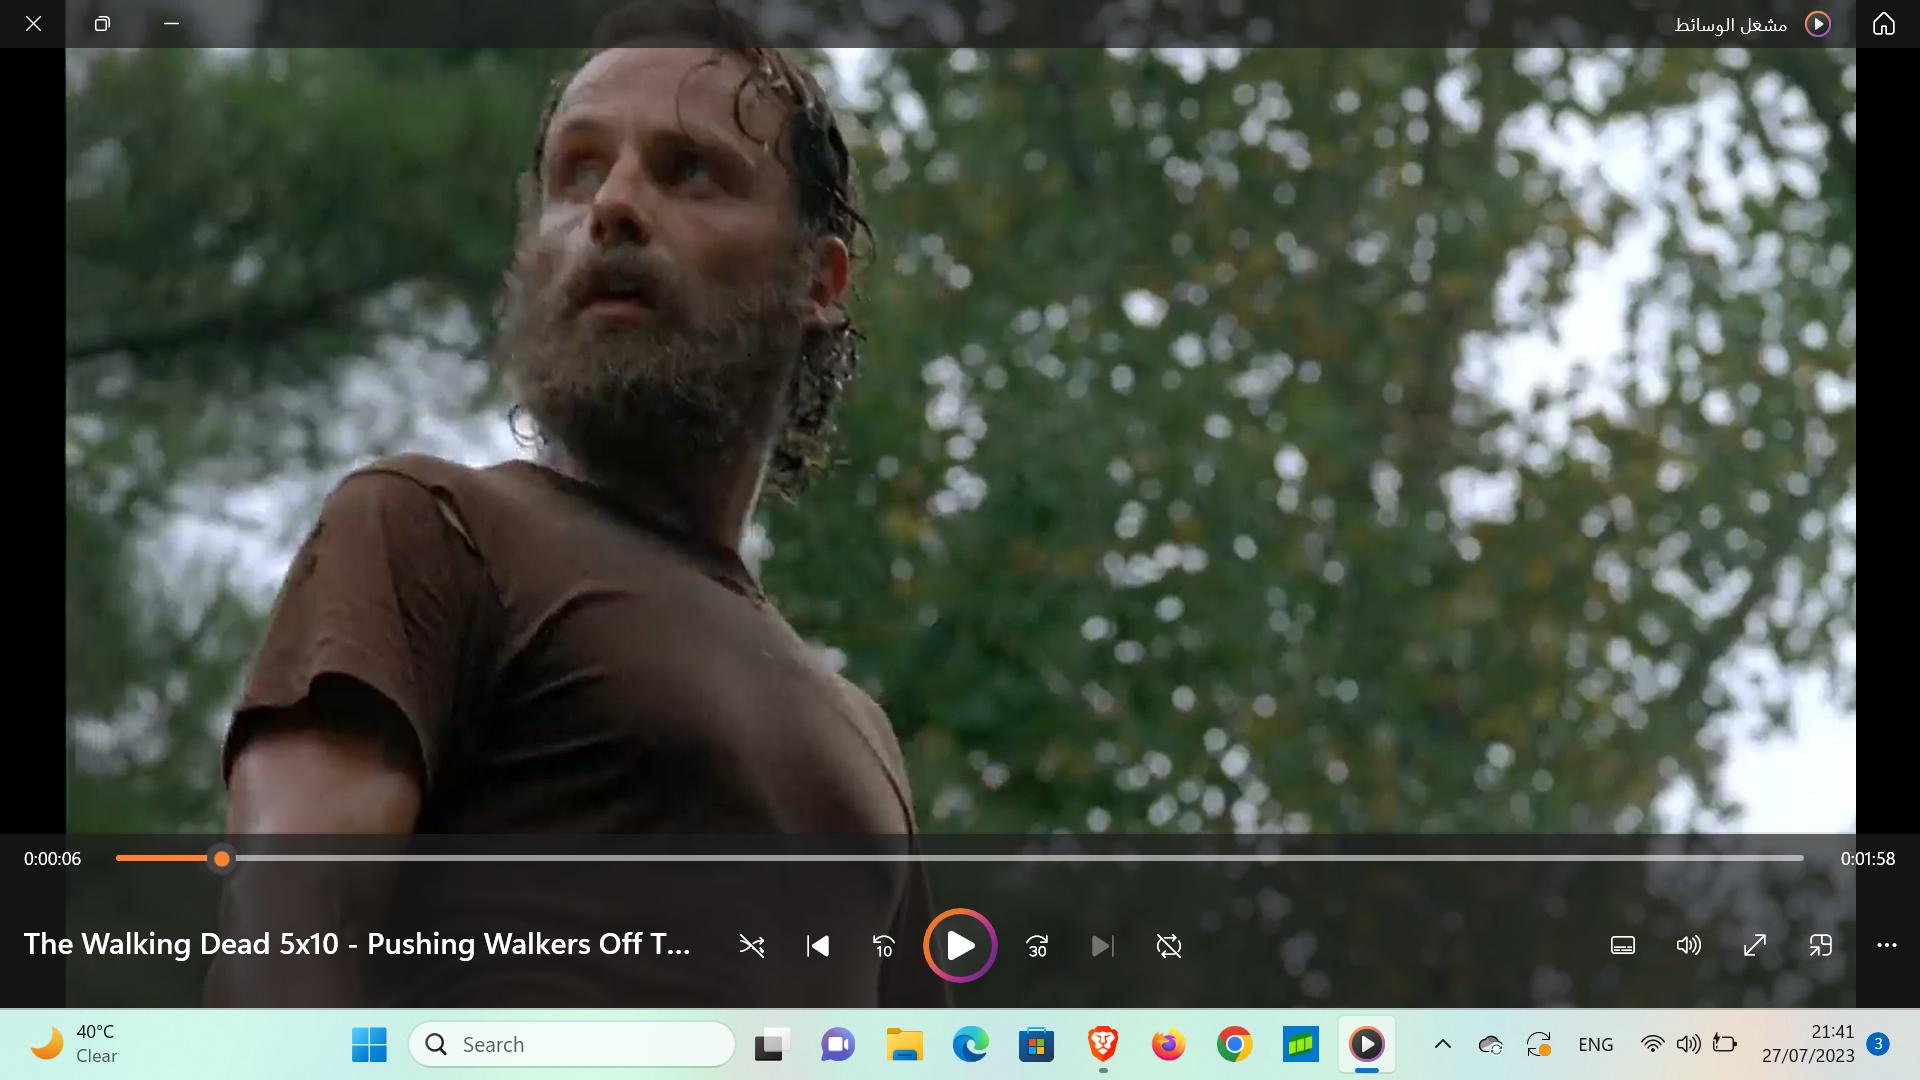 مشغل الوسائط
0:00:06
0:01:58
The Walking Dead 5x10 - Pushing Walkers Off T...
10
30
40°C
Clear
Search
ENG
21:41
27/07/2023
3